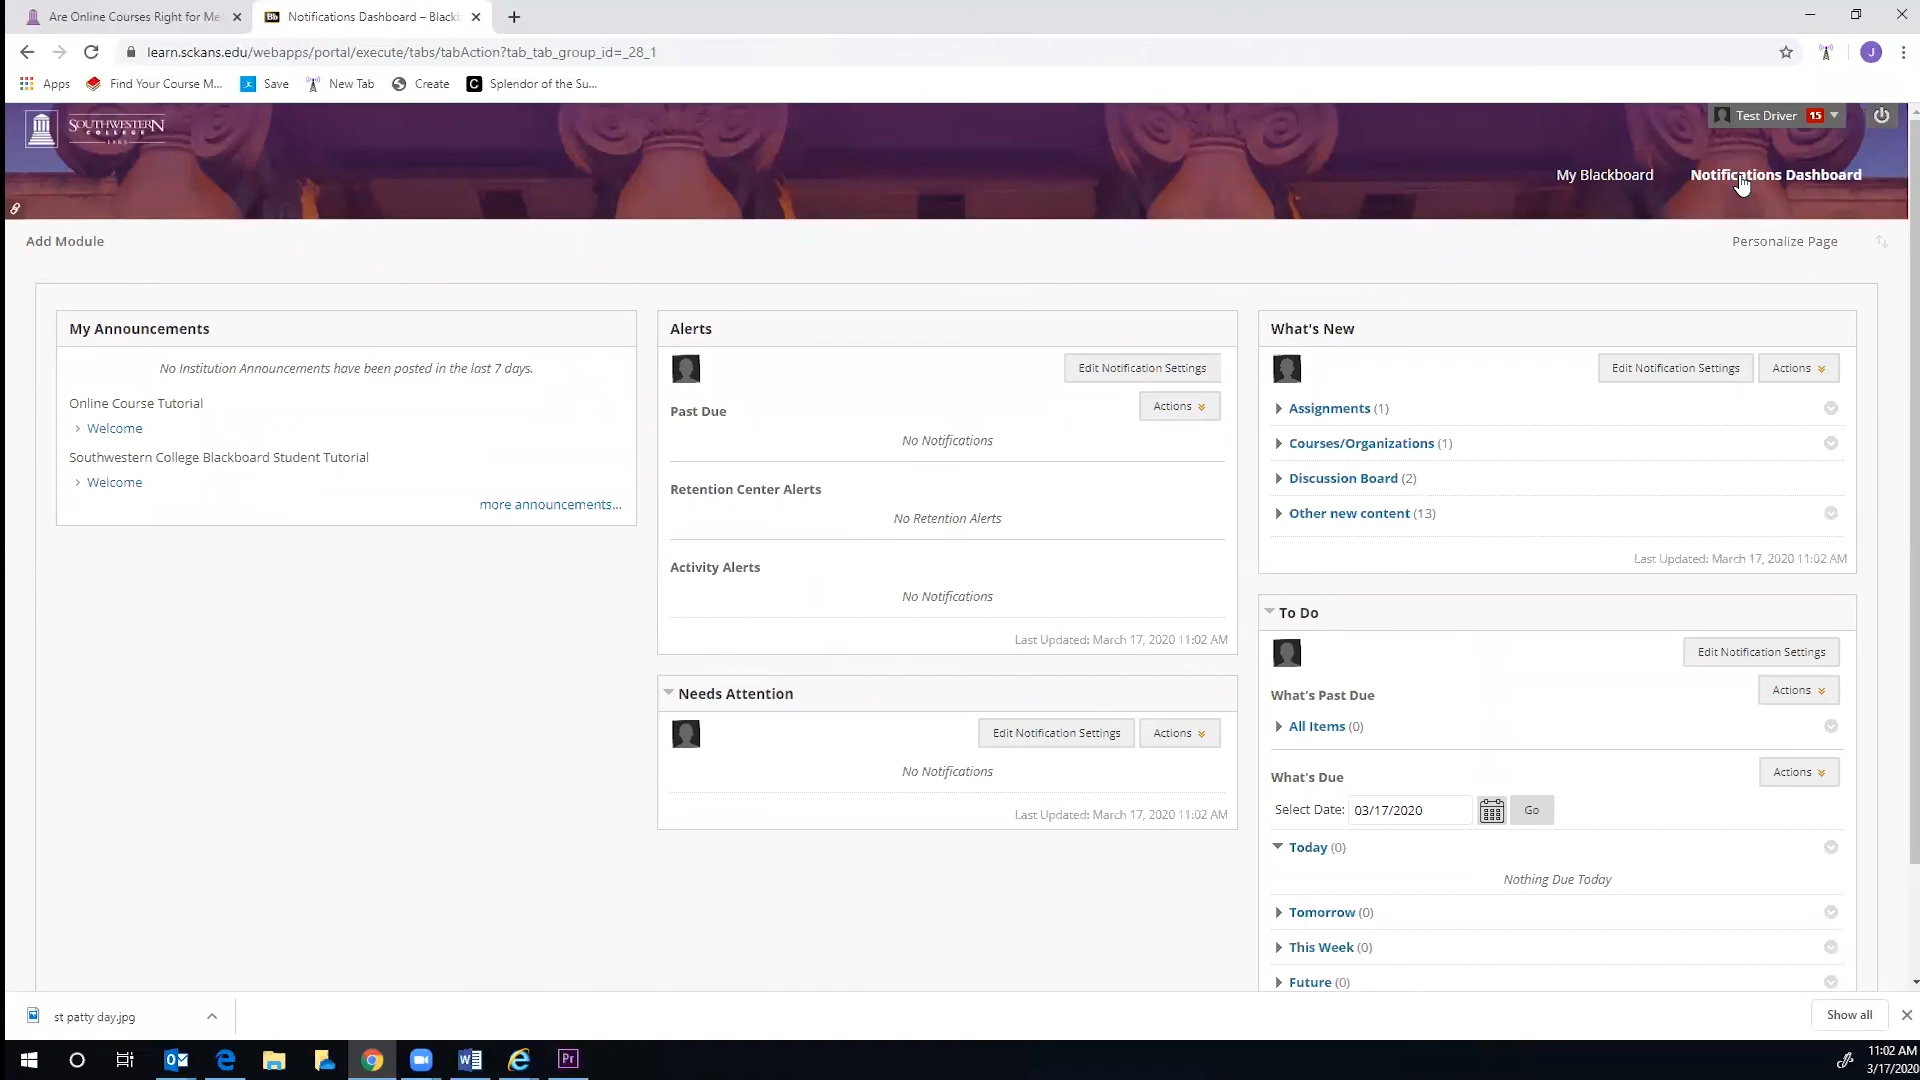 Are Online Courses Right for Me
Notifications Dashboard – Blackb
learn.sckans.edu/webapps/portal/execute/tabs/tabAction?tab_tab_group_id=_28_1
J
Apps
Find Your Course M...
Save
New Tab
Create
Splendor of the Su...
SOUTHWESTERN
COLLEGE
1885
Test Driver 15
My Blackboard
Notifications Dashboard
Add Module
Personalize Page
My Announcements
No Institution Announcements have been posted in the last 7 days.
Online Course Tutorial
Welcome
Southwestern College Blackboard Student Tutorial
Welcome
more announcements...
Alerts
Edit Notification Settings
Actions
Past Due
No Notifications
Retention Center Alerts
No Retention Alerts
Activity Alerts
No Notifications
Last Updated: March 17, 2020 11:02 AM
Needs Attention
Edit Notification Settings
Actions
No Notifications
Last Updated: March 17, 2020 11:02 AM
What's New
Edit Notification Settings
Actions
Assignments (1)
Courses/Organizations (1)
Discussion Board (2)
Other new content (13)
Last Updated: March 17, 2020 11:02 AM
To Do
Edit Notification Settings
What's Past Due
Actions
All Items (0)
What's Due
Actions
Select Date: 03/17/2020 Go
Today (0)
Nothing Due Today
Tomorrow (0)
This Week (0)
Future (0)
st patty day.jpg
Show all
11:02 AM
3/17/2020